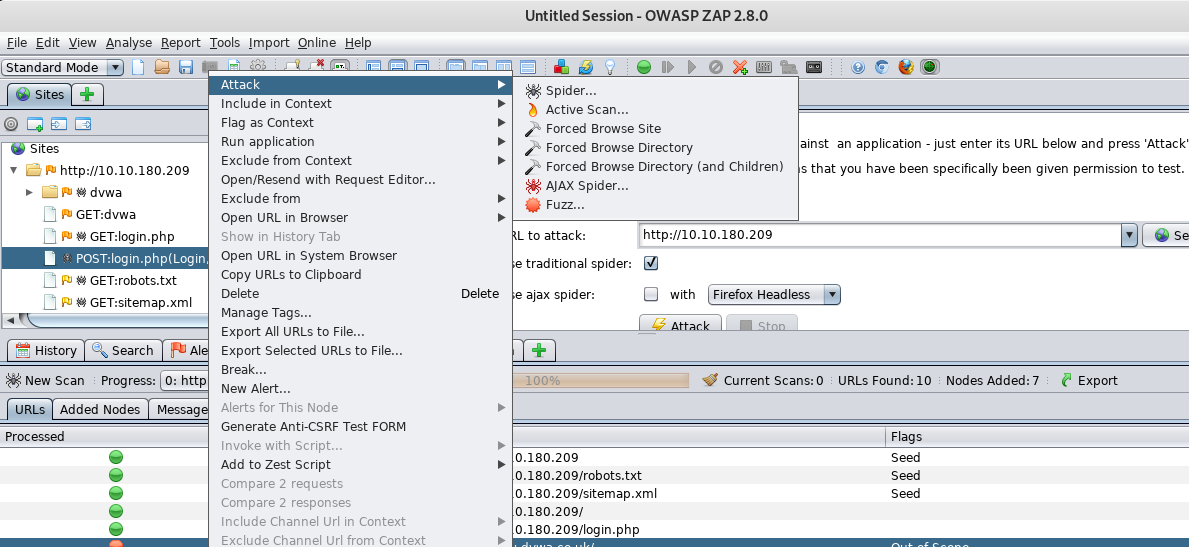 Untitled Session - OWASP ZAP 2.8.0
File Edit View Analyse Report Tools Import Online Help
Standard Mode
Sites
Attack
Include in Context
Flag as Context
Run application
Exclude from Context
Open/Resend with Request Editor...
Exclude from
Open URL in Browser
Show in History Tab
Open URL in System Browser
Copy URLs to Clipboard
Delete Delete
Manage Tags...
Export All URLs to File...
Export Selected URLs to File...
Break...
New Alert...
Alerts for This Node
Generate Anti-CSRF Test FORM
Invoke with Script...
Add to Zest Script
Compare 2 requests
Compare 2 responses
Include Channel Url in Context
Exclude Channel Url from Context
Spider...
Active Scan...
Forced Browse Site
Forced Browse Directory
Forced Browse Directory (and Children)
AJAX Spider...
Fuzz...
Sites
http://10.10.180.209
dvwa
GET:dvwa
GET:login.php
POST:login.php(Login,
GET:robots.txt
GET:sitemap.xml
ainst an application - just enter its URL below and press 'Attack'
s that you have been specifically been given permission to test.
RL to attack: http://10.10.180.209 Se
se traditional spider:
se ajax spider: with Firefox Headless
Attack Stop
History Search Ale
New Scan Progress: 0: http 100% Current Scans: 0 URLs Found: 10 Nodes Added: 7 Export
URLs Added Nodes Message
Processed Flags
0.180.209 Seed
0.180.209/robots.txt Seed
0.180.209/sitemap.xml Seed
0.180.209/
0.180.209/login.php
.dvwa.co.uk/ Out of Scope